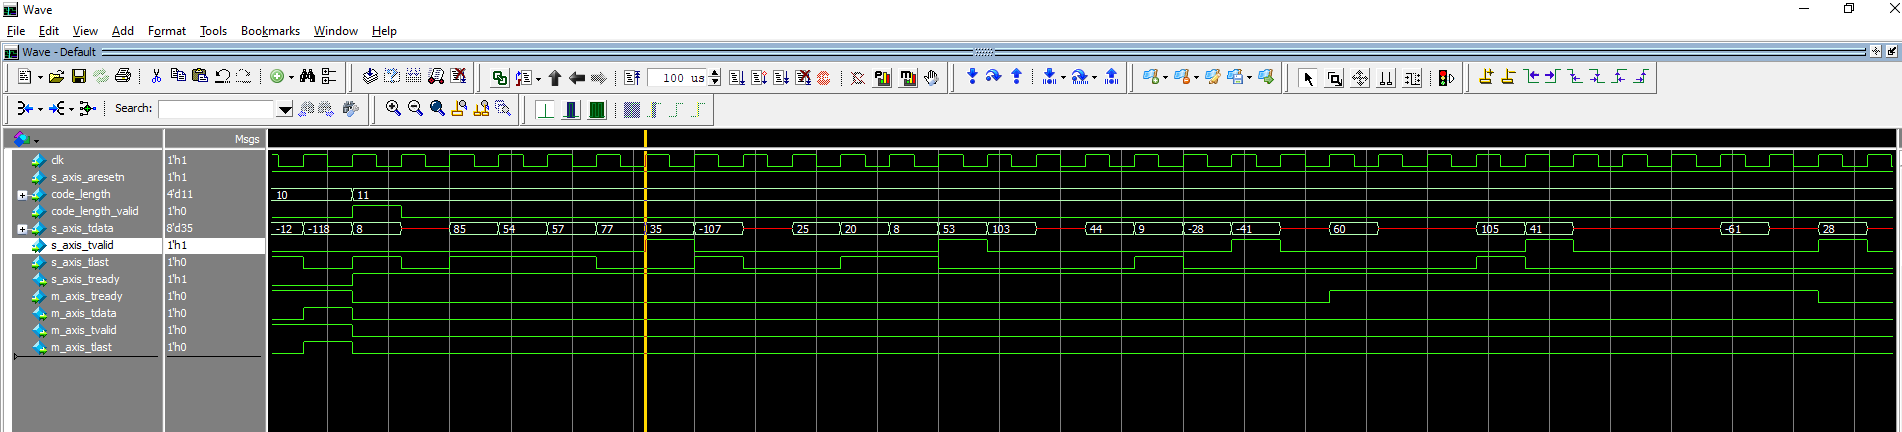 Wave
File Edit View Add Format Tools Bookmarks Window Help
Wave - Default
100 us
Search:
Msgs
clk 1'h1
s_axis_aresetn 1'h1
code_length 4'd11 10 11
code_length_valid 1'h0
s_axis_tdata 8'd35 -12 -118 8 85 54 57 77 35 -107 25 20 8 53 103 44 9 -28 -41 60 105 41 -61 28
s_axis_tvalid 1'h1
s_axis_tlast 1'h0
s_axis_tready 1'h1
m_axis_tready 1'h0
m_axis_tdata 1'h0
m_axis_tvalid 1'h0
m_axis_tlast 1'h0